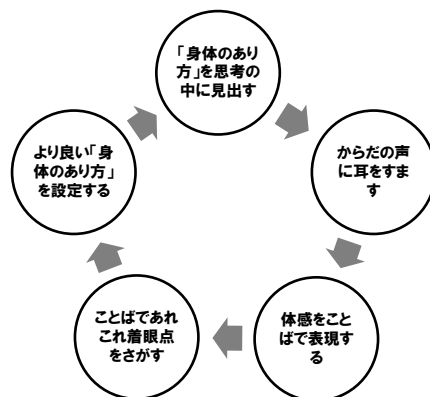 「身体のあり
方」を思考の
中に見出す
からだの声
に耳をすま
す
体感をこと
ばで表現す
る
ことばであれ
これ着眼点
をさがす
より良い「身
体のあり方」
を設定する